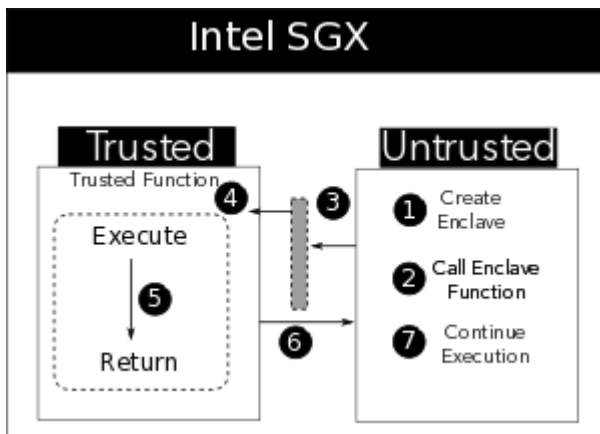 Intel SGX
Trusted
Trusted Function
4
Execute
5
Return
3
6
Untrusted
1 Create
Enclave
2 Call Enclave
Function
7 Continue
Execution